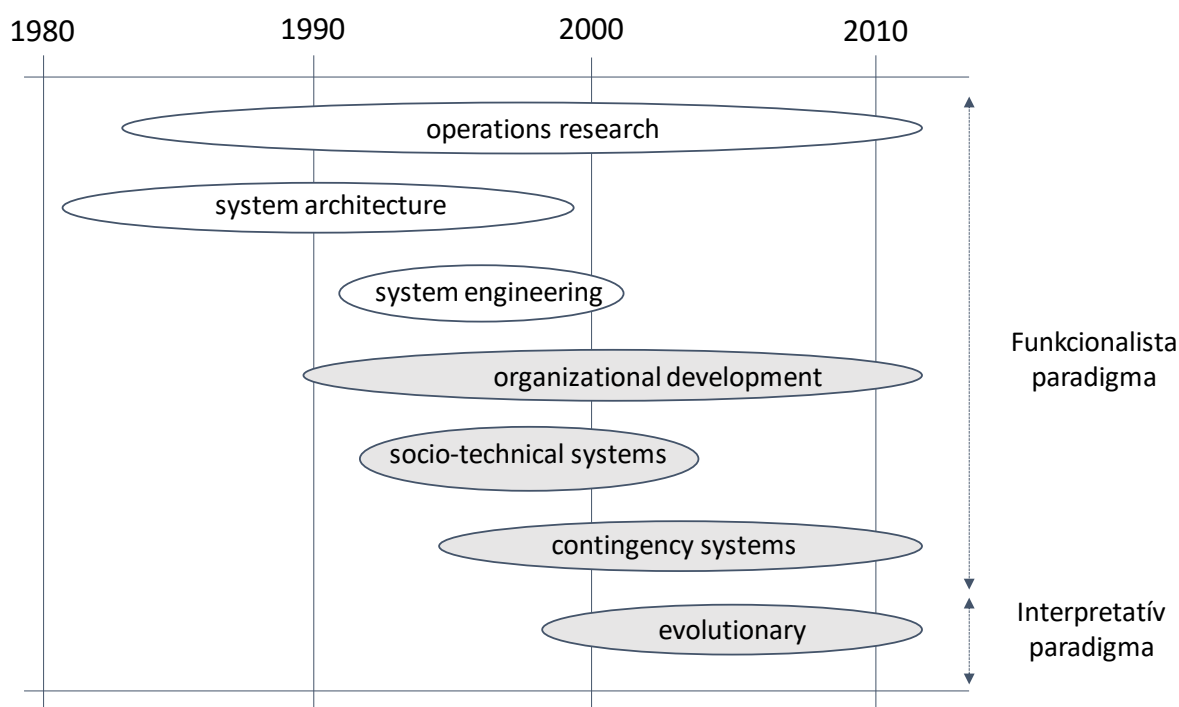 1980 1990 2000 2010
operations research
system architecture
system engineering
Funkcionalista
paradigma
organizational development
socio-technical systems
contingency systems
Interpretatív
paradigma
evolutionary